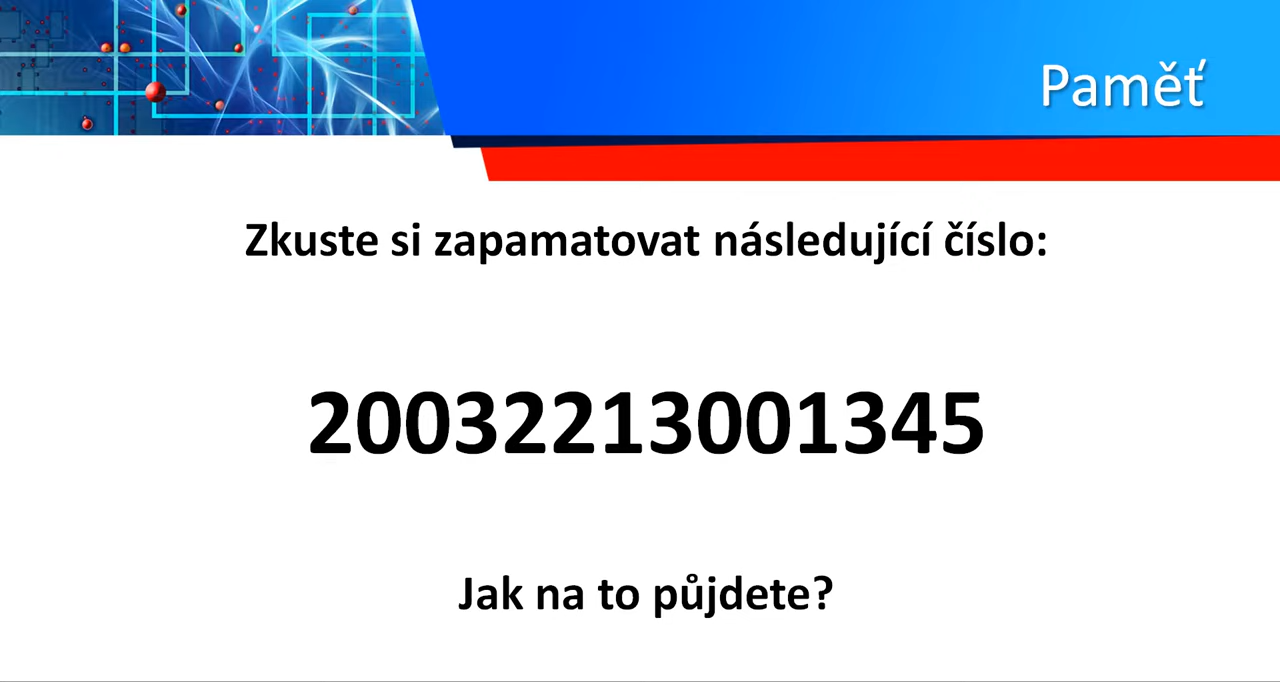 Paměť
Zkuste si zapamatovat následující číslo:
20032213001345
Jak na to půjdete?